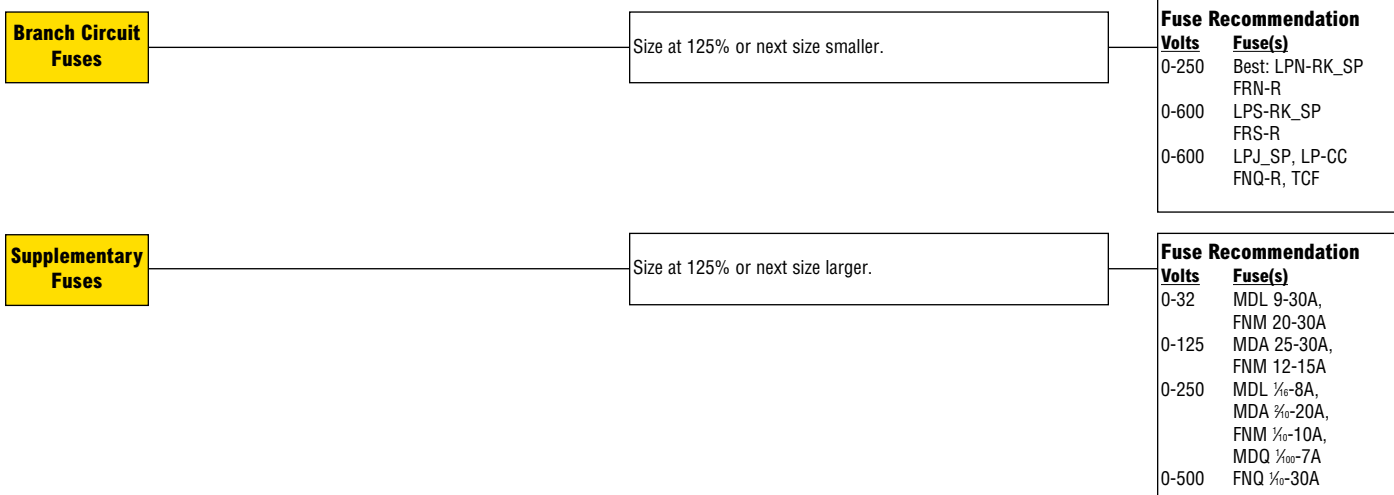 Branch Circuit
Fuses
Size at 125% or next size smaller.
Fuse Recommendation
Volts Fuse(s)
0-250 Best: LPN-RK_SP
FRN-R
0-600 LPS-RK_SP
FRS-R
0-600 LPJ_SP, LP-CC
FNQ-R, TCF
Supplementary
Fuses
Size at 125% or next size larger.
Fuse Recommendation
Volts Fuse(s)
0-32 MDL 9-30A,
FNM 20-30A
0-125 MDA 25-30A,
FNM 12-15A
0-250 MDL 1⁄16-8A,
MDA 2⁄10-20A,
FNM 1⁄10-10A,
MDQ 1⁄100-7A
0-500 FNQ 1⁄10-30A